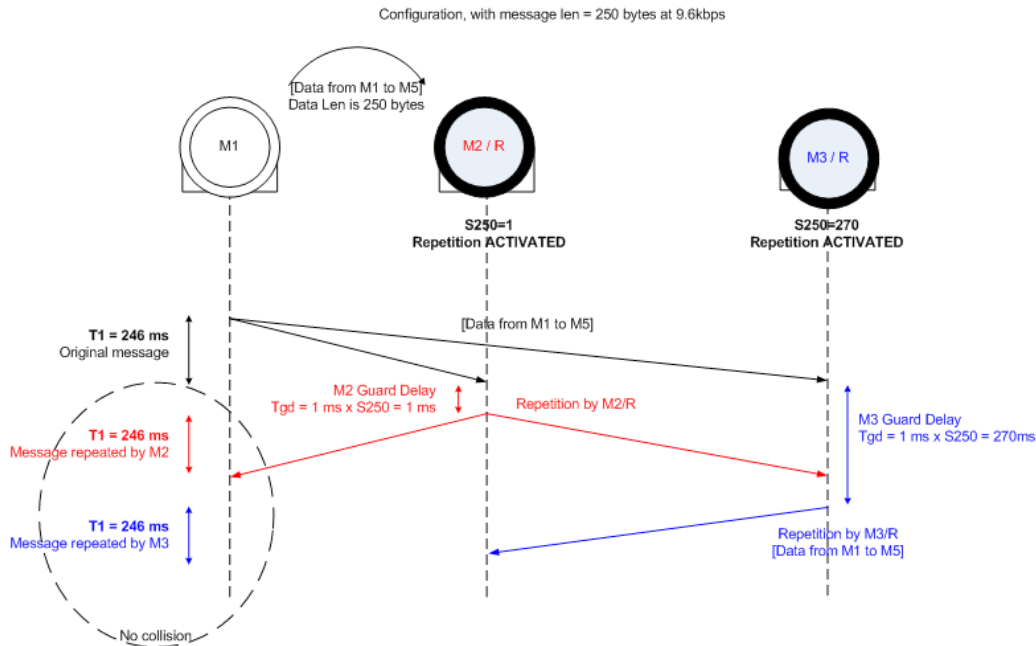 Configuration, with message len = 250 bytes at 9.6kbps
[Data from M1 to M5]
Data Len is 250 bytes
M1
M2 / R
M3 / R
S250=1
Repetition ACTIVATED
S250=270
Repetition ACTIVATED
T1 = 246 ms
Original message
[Data from M1 to M5]
M2 Guard Delay
Tgd = 1 ms x S250 = 1 ms
Repetition by M2/R
M3 Guard Delay
Tgd = 1 ms x S250 = 270ms
T1 = 246 ms
Message repeated by M2
T1 = 246 ms
Message repeated by M3
Repetition by M3/R
[Data from M1 to M5]
No collision